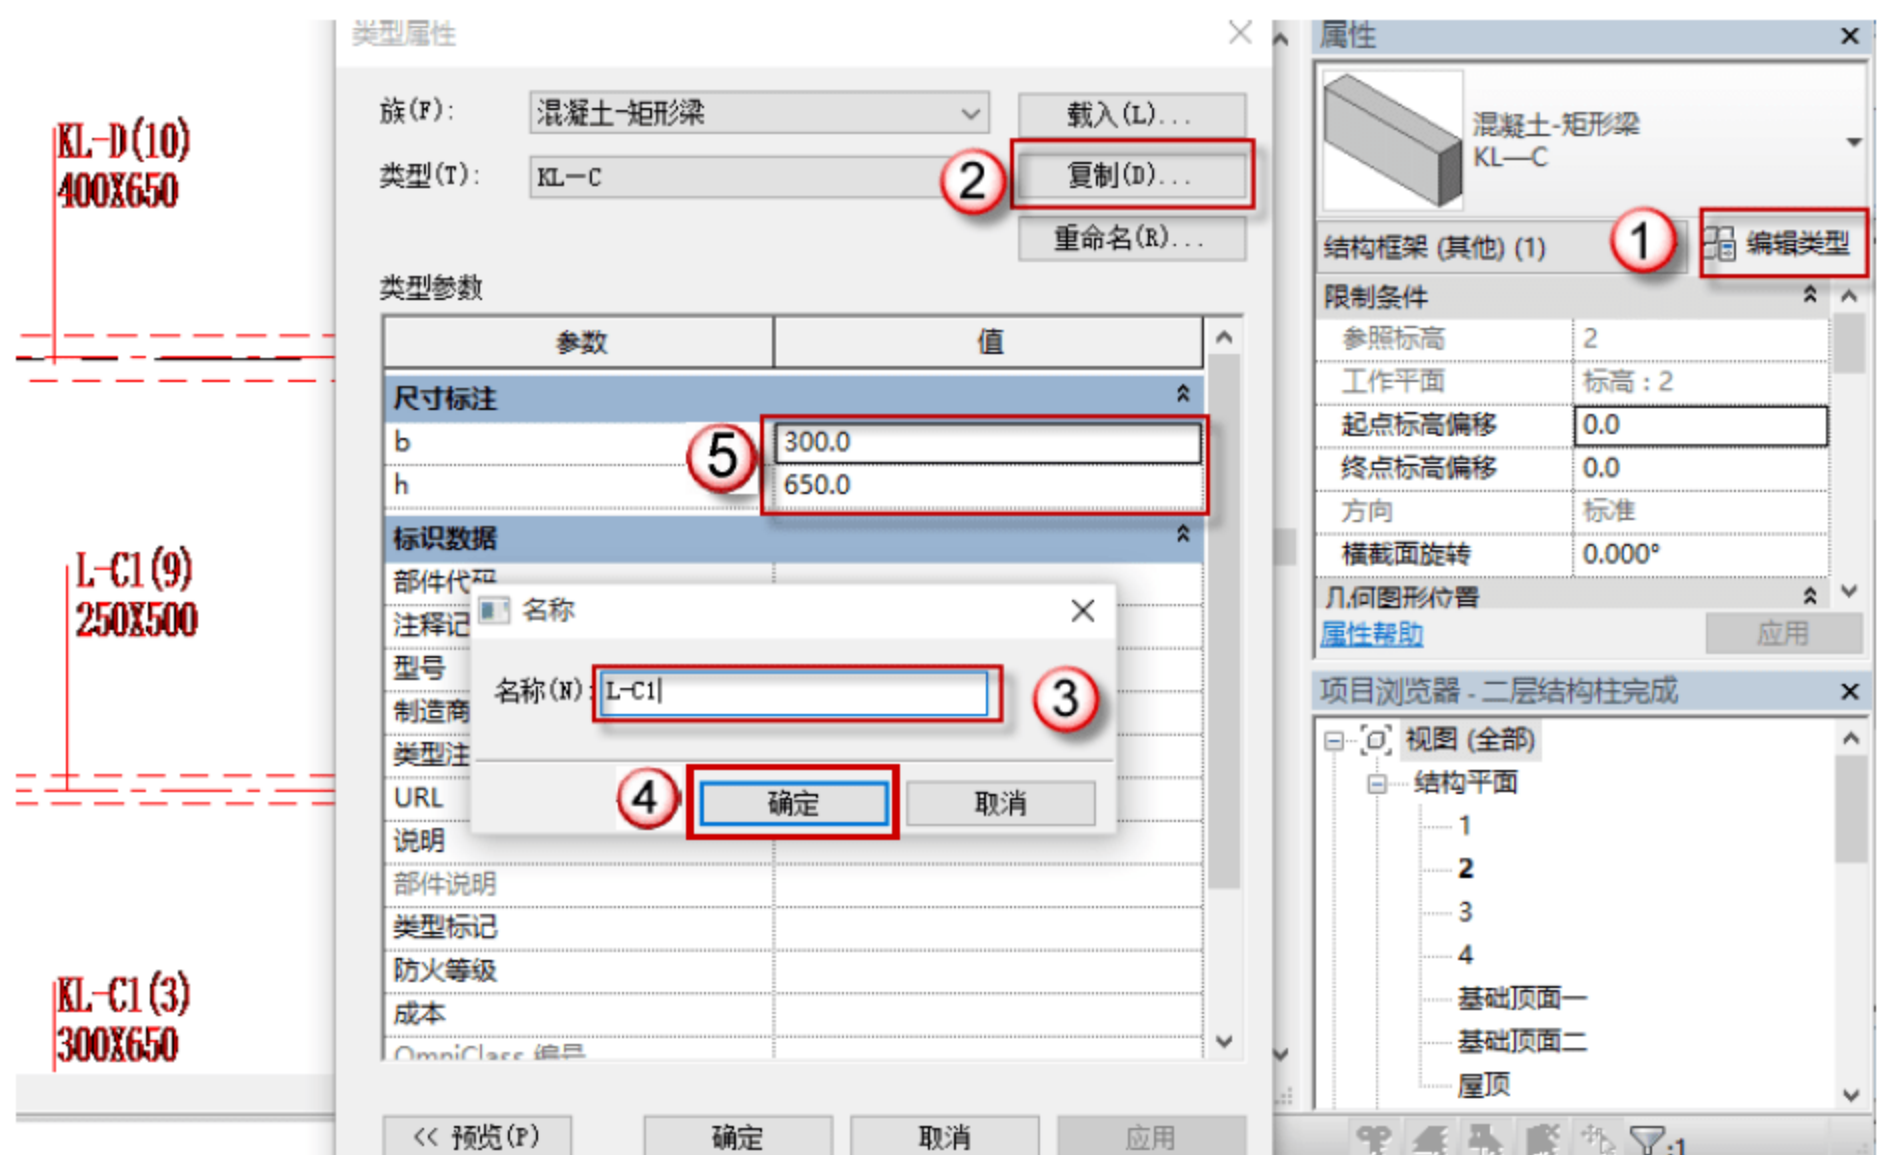 KL-D(10)
400X650
L-C1(9)
250X500
KL-C1(3)
300X650
类型属性
族(F):
混凝土-矩形梁
载入(L)...
类型(T):
KL—C
2
复制(D)...
重命名(R)...
类型参数
参数
值
尺寸标注
b
300.0
5
h
650.0
标识数据
部件代码
注释记
型号
制造商
类型注
URL
说明
部件说明
类型标记
防火等级
成本
OmniClass 编号
名称
名称(N):
L-C1
3
4
确定
取消
<< 预览(P)
确定
取消
应用
属性
混凝土-矩形梁
KL—C
结构框架 (其他) (1)
1
编辑类型
限制条件
参照标高
2
工作平面
标高 : 2
起点标高偏移
0.0
终点标高偏移
0.0
方向
标准
横截面旋转
0.000°
几何图形位置
属性帮助
应用
项目浏览器 - 二层结构柱完成
视图 (全部)
结构平面
1
2
3
4
基础顶面一
基础顶面二
屋顶
:1